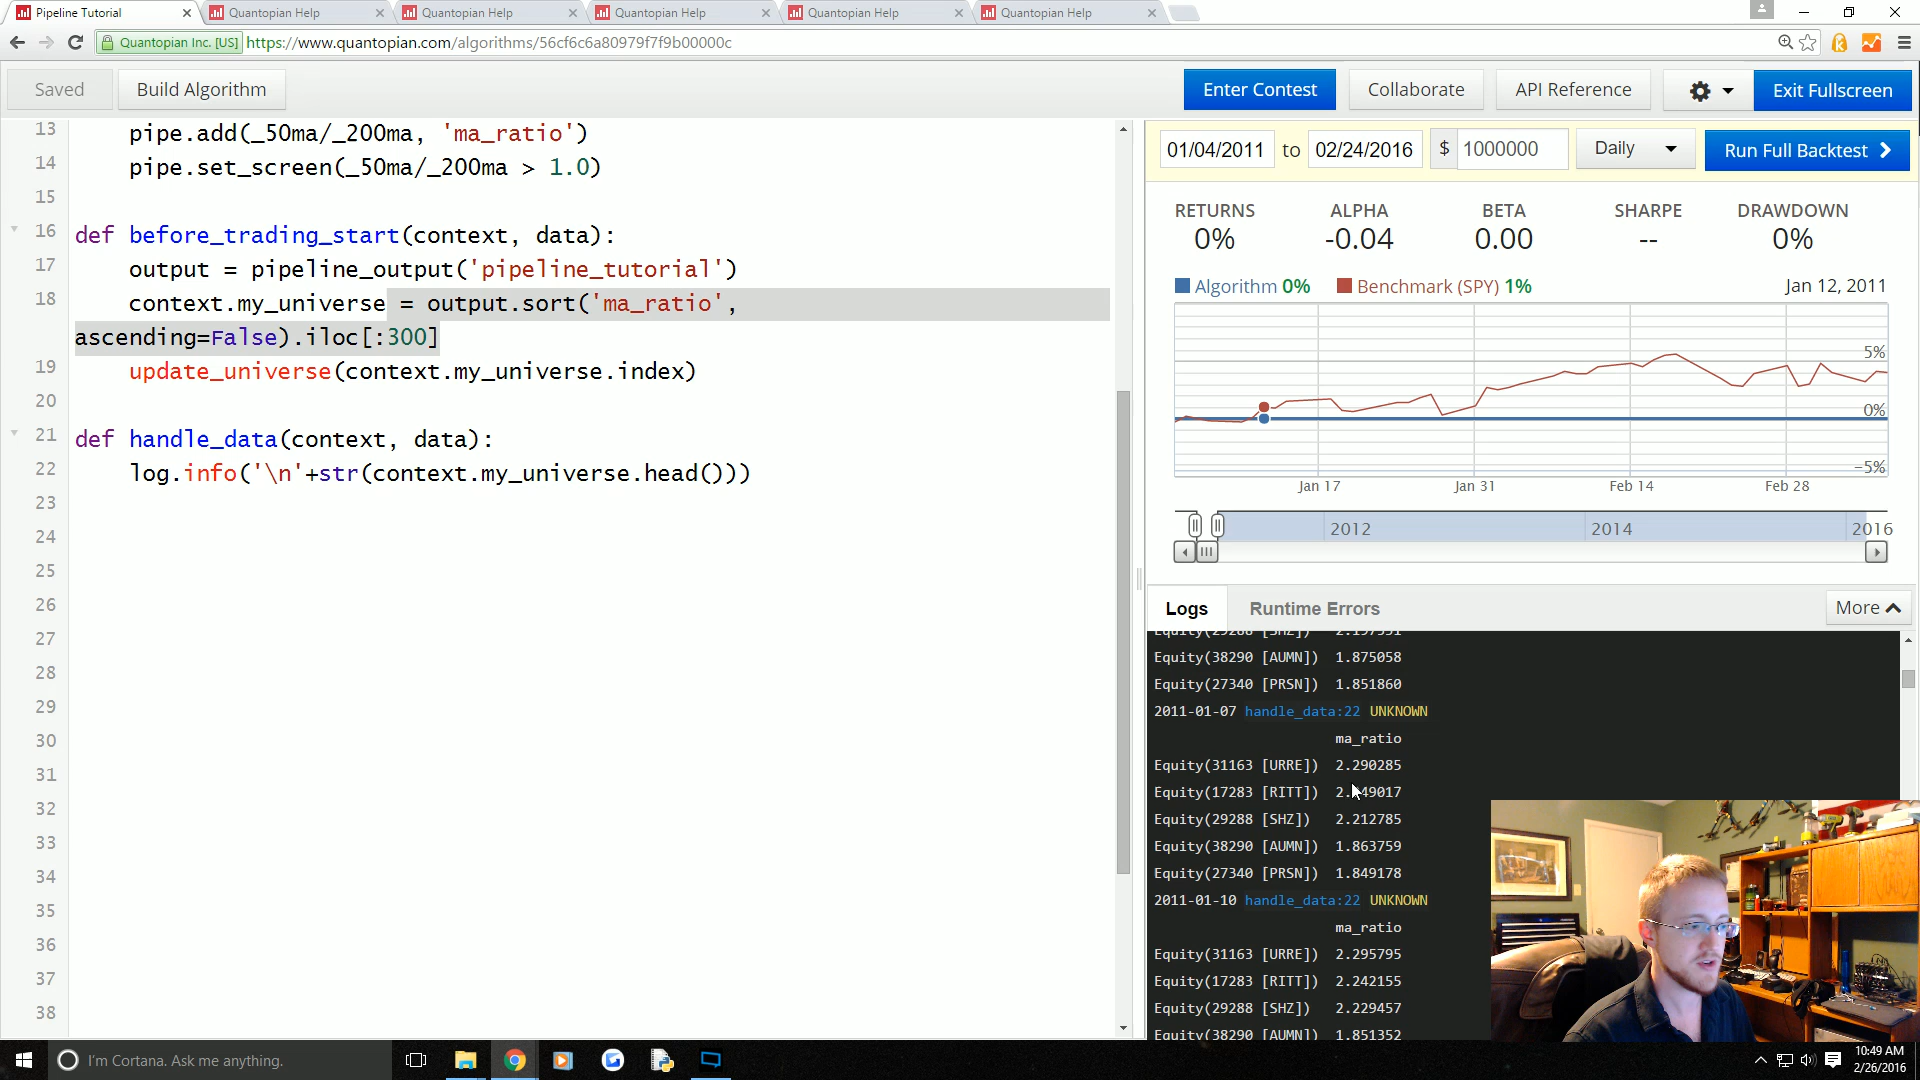 Pipeline Tutorial
Quantopian Help
Quantopian Help
Quantopian Help
Quantopian Help
Quantopian Help
Quantopian Inc. [US] https://www.quantopian.com/algorithms/56cf6c6a80979f7f9b00000c
Saved
Build Algorithm
Enter Contest
Collaborate
API Reference
Exit Fullscreen
13 pipe.add(_50ma/_200ma, 'ma_ratio')
14 pipe.set_screen(_50ma/_200ma > 1.0)
15
16 def before_trading_start(context, data):
17 output = pipeline_output('pipeline_tutorial')
18 context.my_universe = output.sort('ma_ratio',
ascending=False).iloc[:300]
19 update_universe(context.my_universe.index)
20
21 def handle_data(context, data):
22 log.info('\n'+str(context.my_universe.head()))
23
24
25
26
27
28
29
30
31
32
33
34
35
36
37
38
01/04/2011 to 02/24/2016 $ 1000000 Daily
Run Full Backtest
RETURNS ALPHA BETA SHARPE DRAWDOWN
0% -0.04 0.00 -- 0%
Algorithm 0% Benchmark (SPY) 1% Jan 12, 2011
5%
0%
-5%
Jan 17 Jan 31 Feb 14 Feb 28
2012 2014 2016
Logs Runtime Errors More
Equity(29288 [SHZ]) 2.197551
Equity(38290 [AUMN]) 1.875058
Equity(27340 [PRSN]) 1.851860
2011-01-07 handle_data:22 UNKNOWN
ma_ratio
Equity(31163 [URRE]) 2.290285
Equity(17283 [RITT])
Equity(29288 [SHZ]) 2.212785
Equity(38290 [AUMN]) 1.863759
Equity(27340 [PRSN]) 1.849178
2011-01-10 handle_data:22 UNKNOWN
ma_ratio
Equity(31163 [URRE]) 2.295795
Equity(17283 [RITT]) 2.242155
Equity(29288 [SHZ]) 2.229457
Equity(38290 [AUMN]) 1.851352
I'm Cortana. Ask me anything.
10:49 AM
2/26/2016